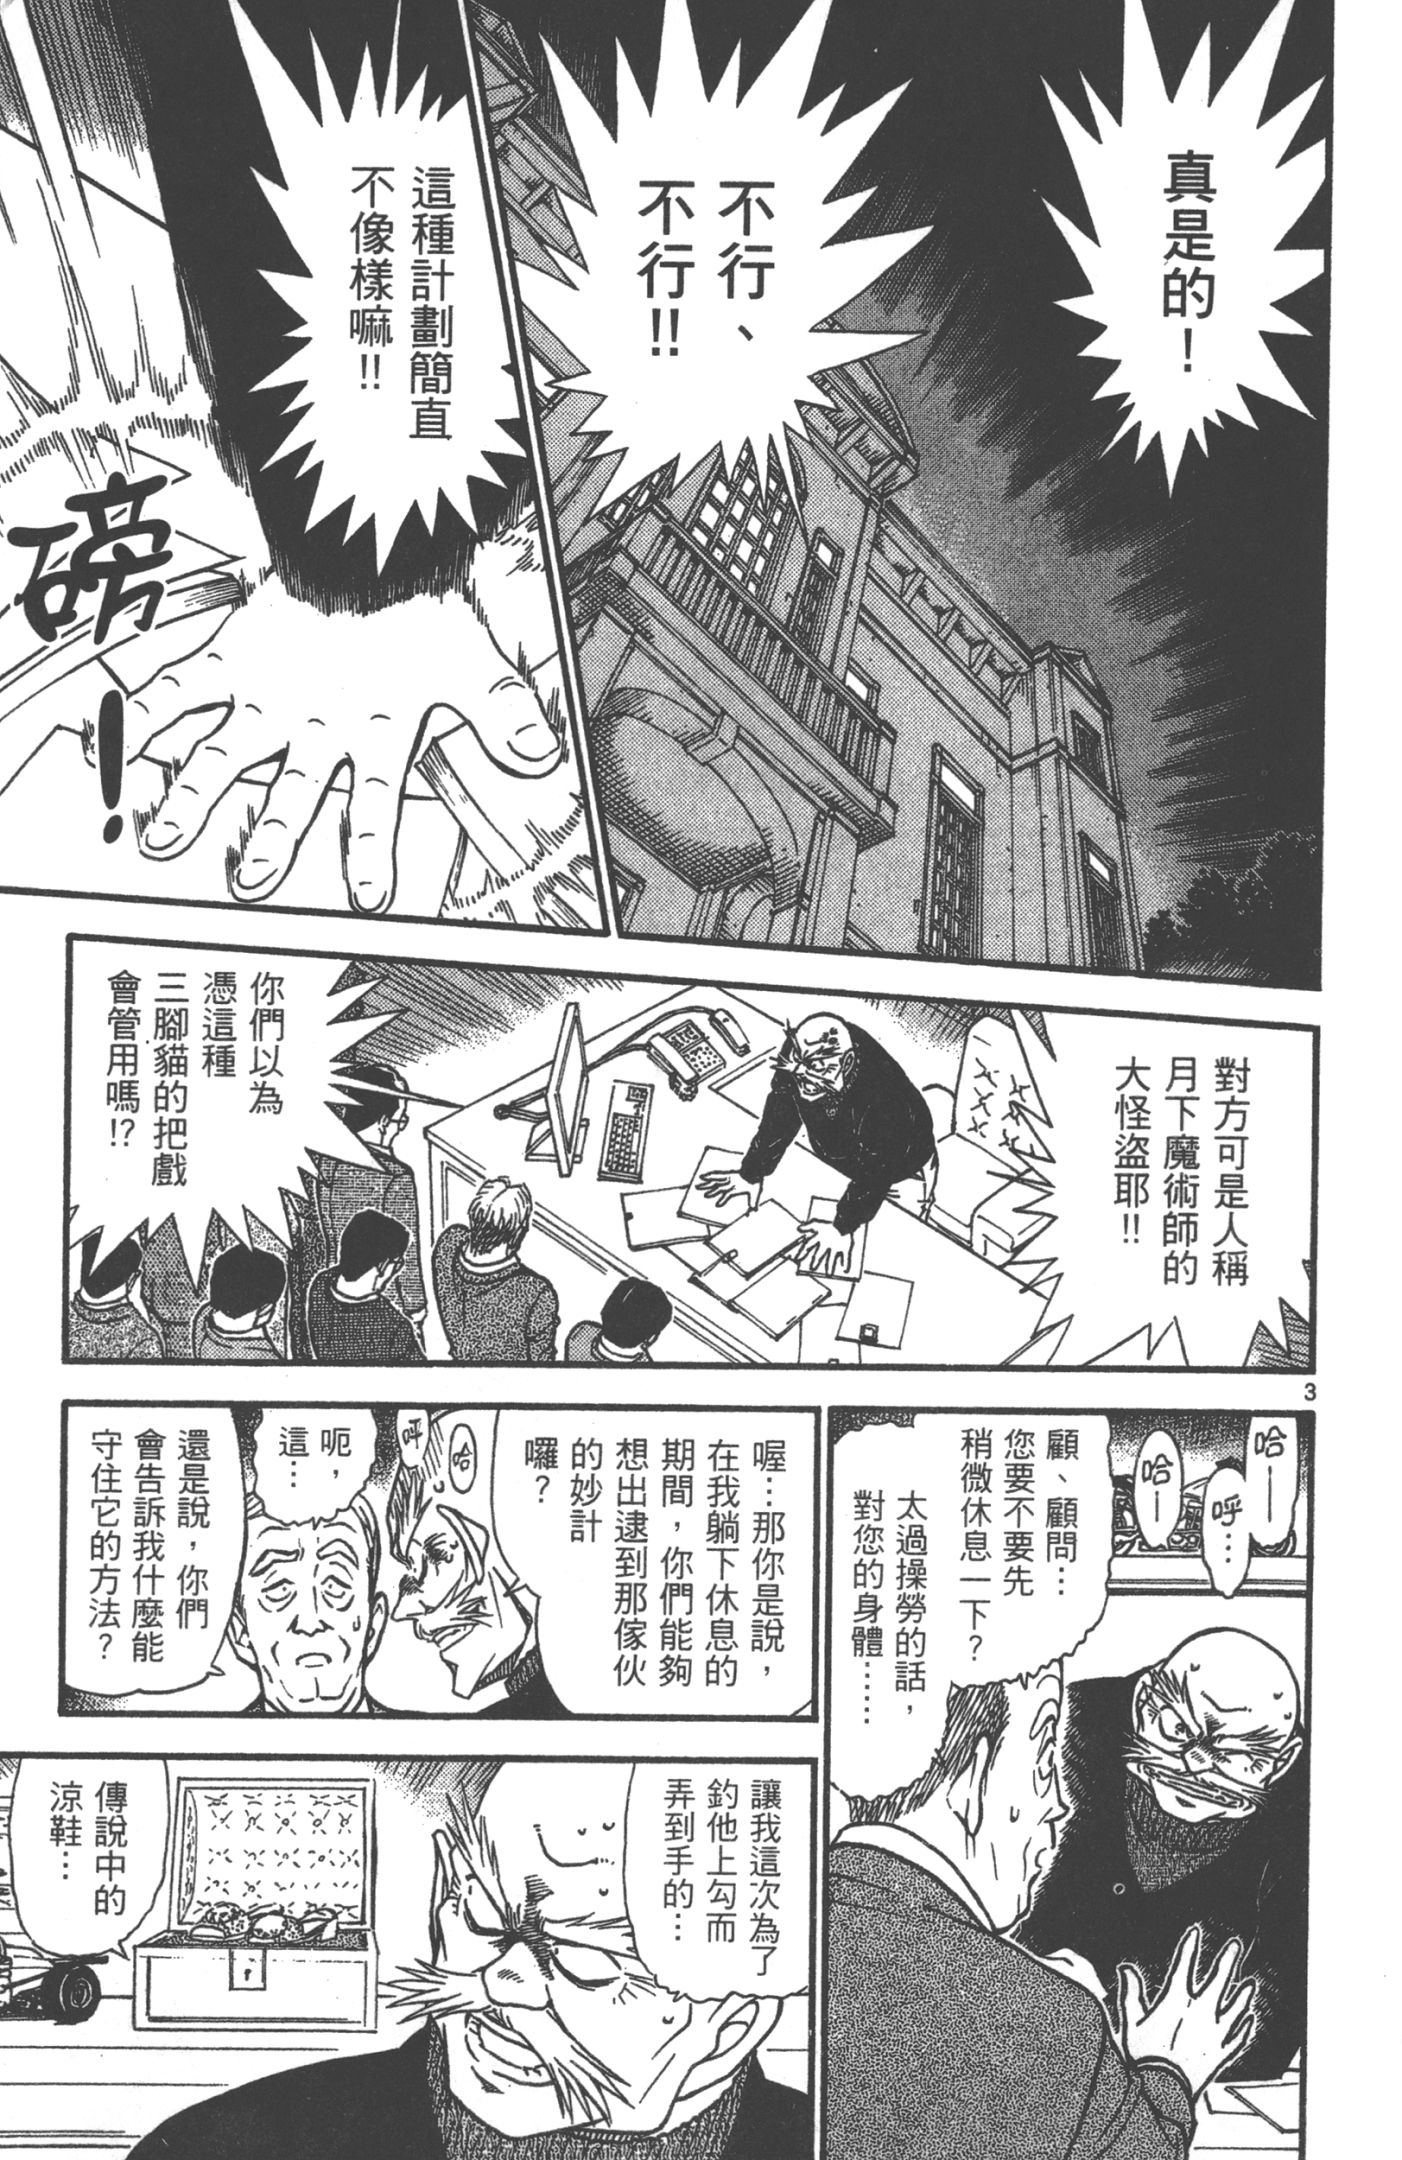 真是的！
不行、
不行!!
這種計劃簡直
不像樣嘛!!
磅！
對方可是人稱
月下魔術師的
大怪盜耶!!
你們以為
憑這種
三腳貓的把戲
會管用嗎!?
3
哈—
呼…
哈—
顧、顧問…
您要不要先
稍微休息一下？
太過操勞的話，
對您的身體……
喔…那你是說，
在我躺下休息的
期間，你們能夠
想出逮到那傢伙
的妙計
囉？
哈
呼
呃，
這…
還是說，你們
會告訴我什麼能
守住它的方法？
讓我這次為了
釣他上勾而
弄到手的…
傳說中的
涼鞋…